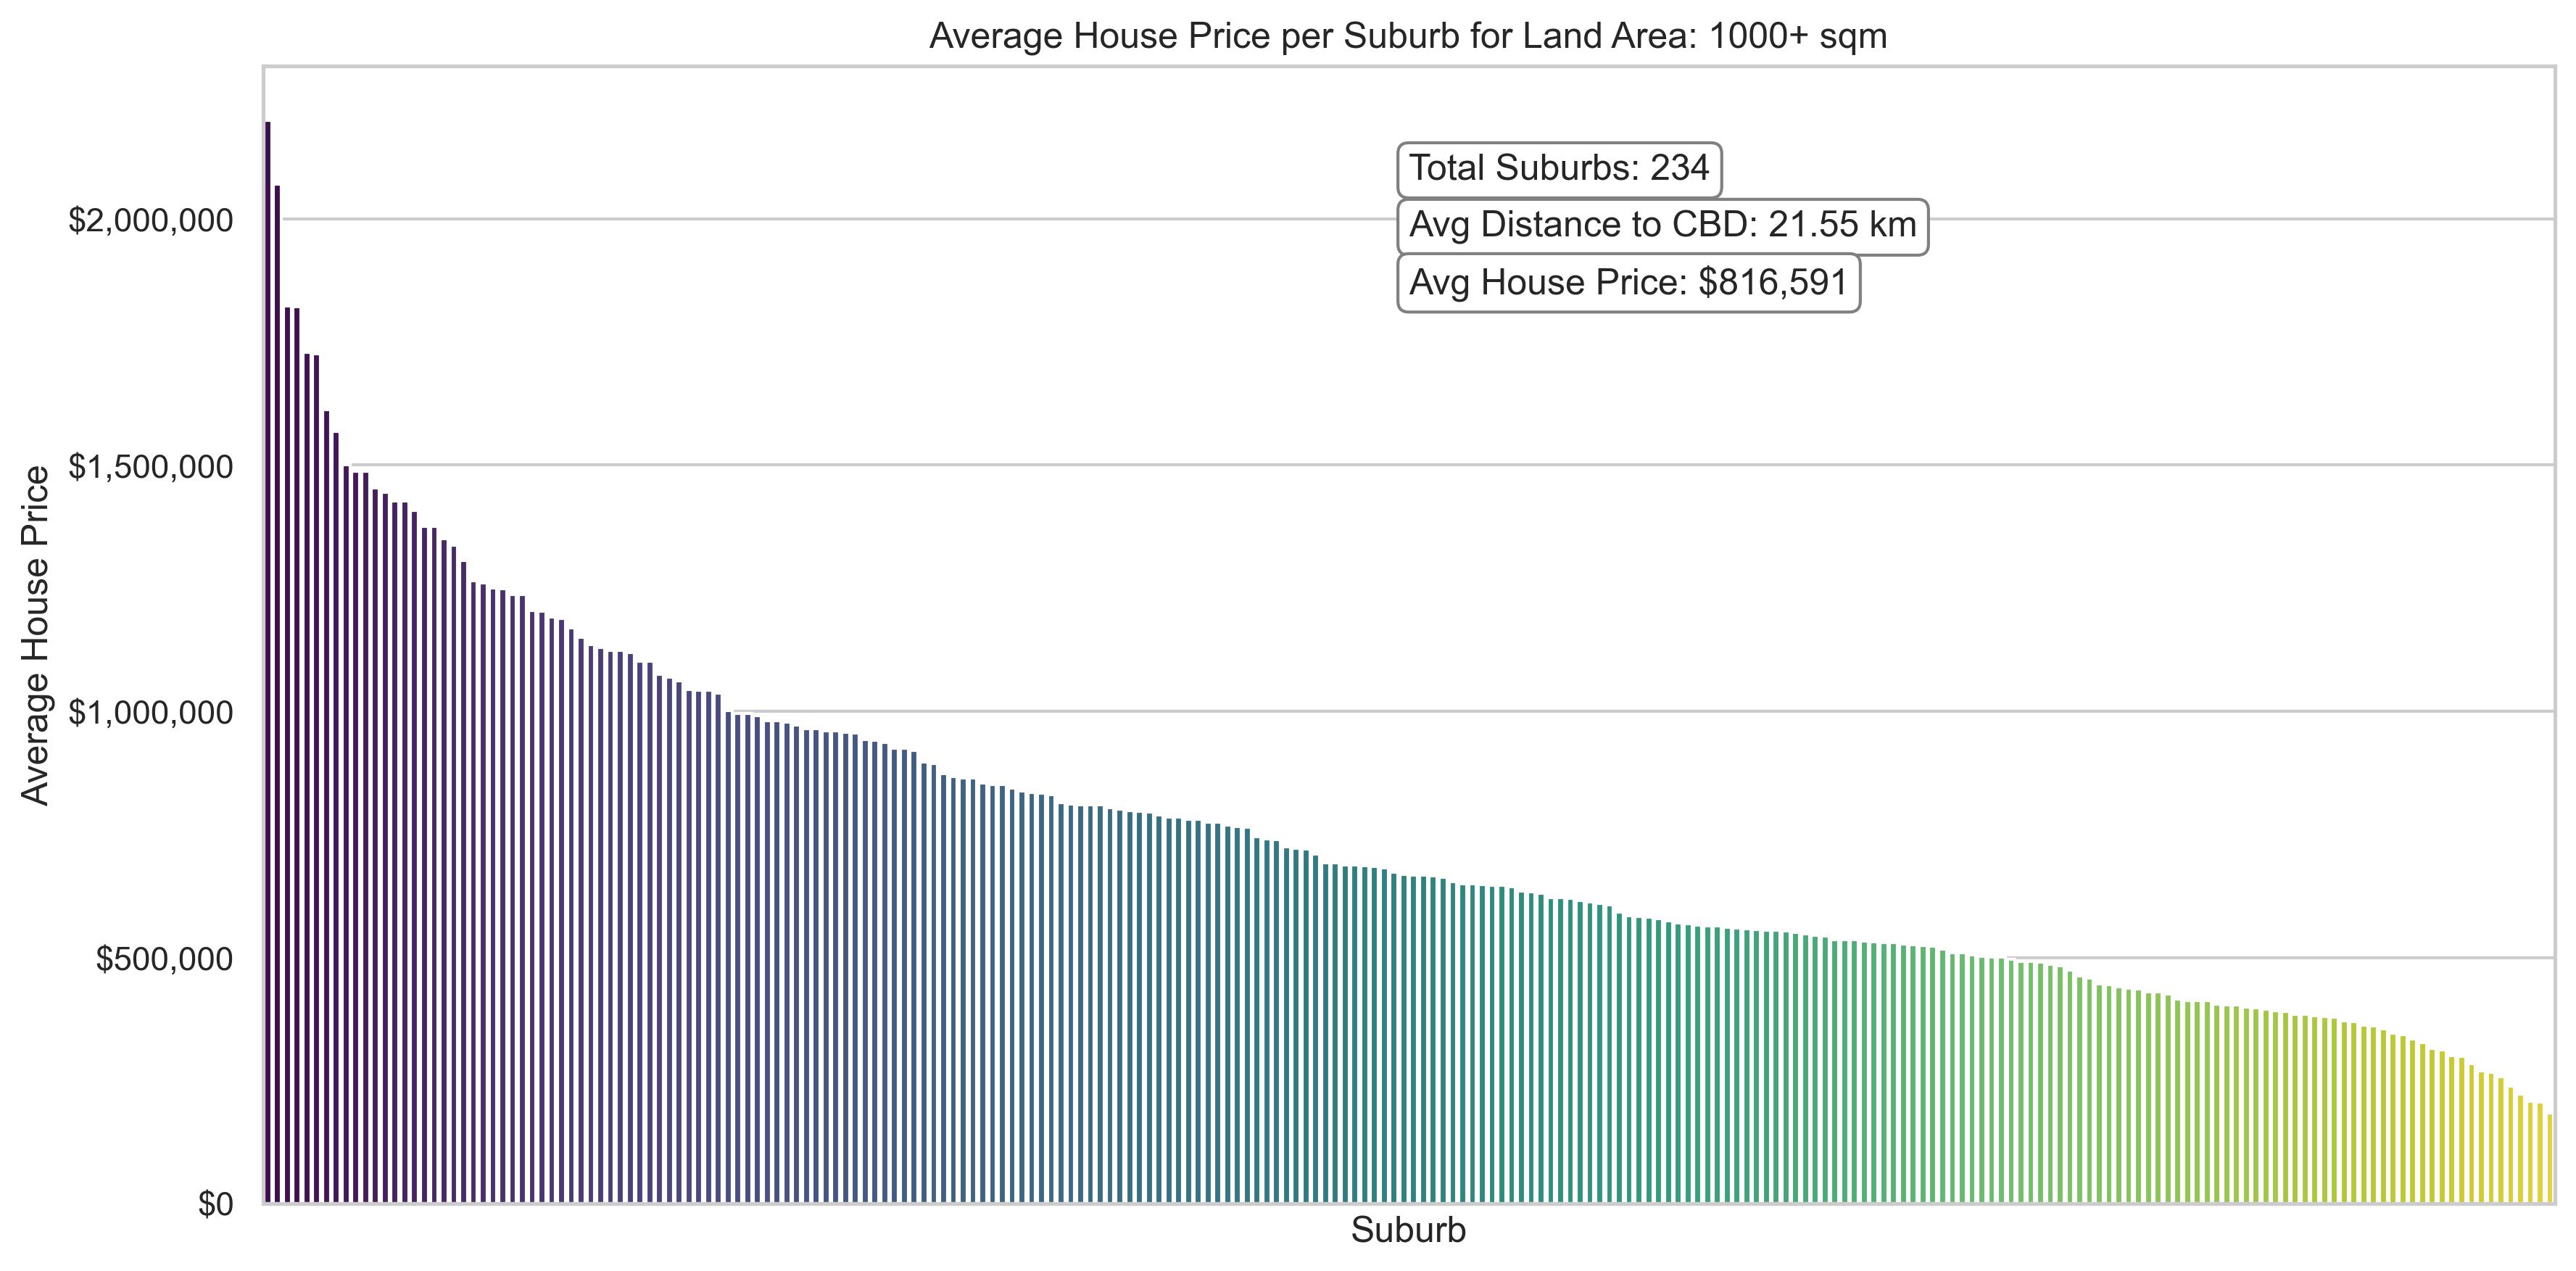 Average House Price per Suburb for Land Area: 1000+ sqm
Total Suburbs: 234
Avg Distance to CBD: 21.55 km
Avg House Price: $816,591
Average House Price
$2,000,000
$1,500,000
$1,000,000
$500,000
$0
Suburb